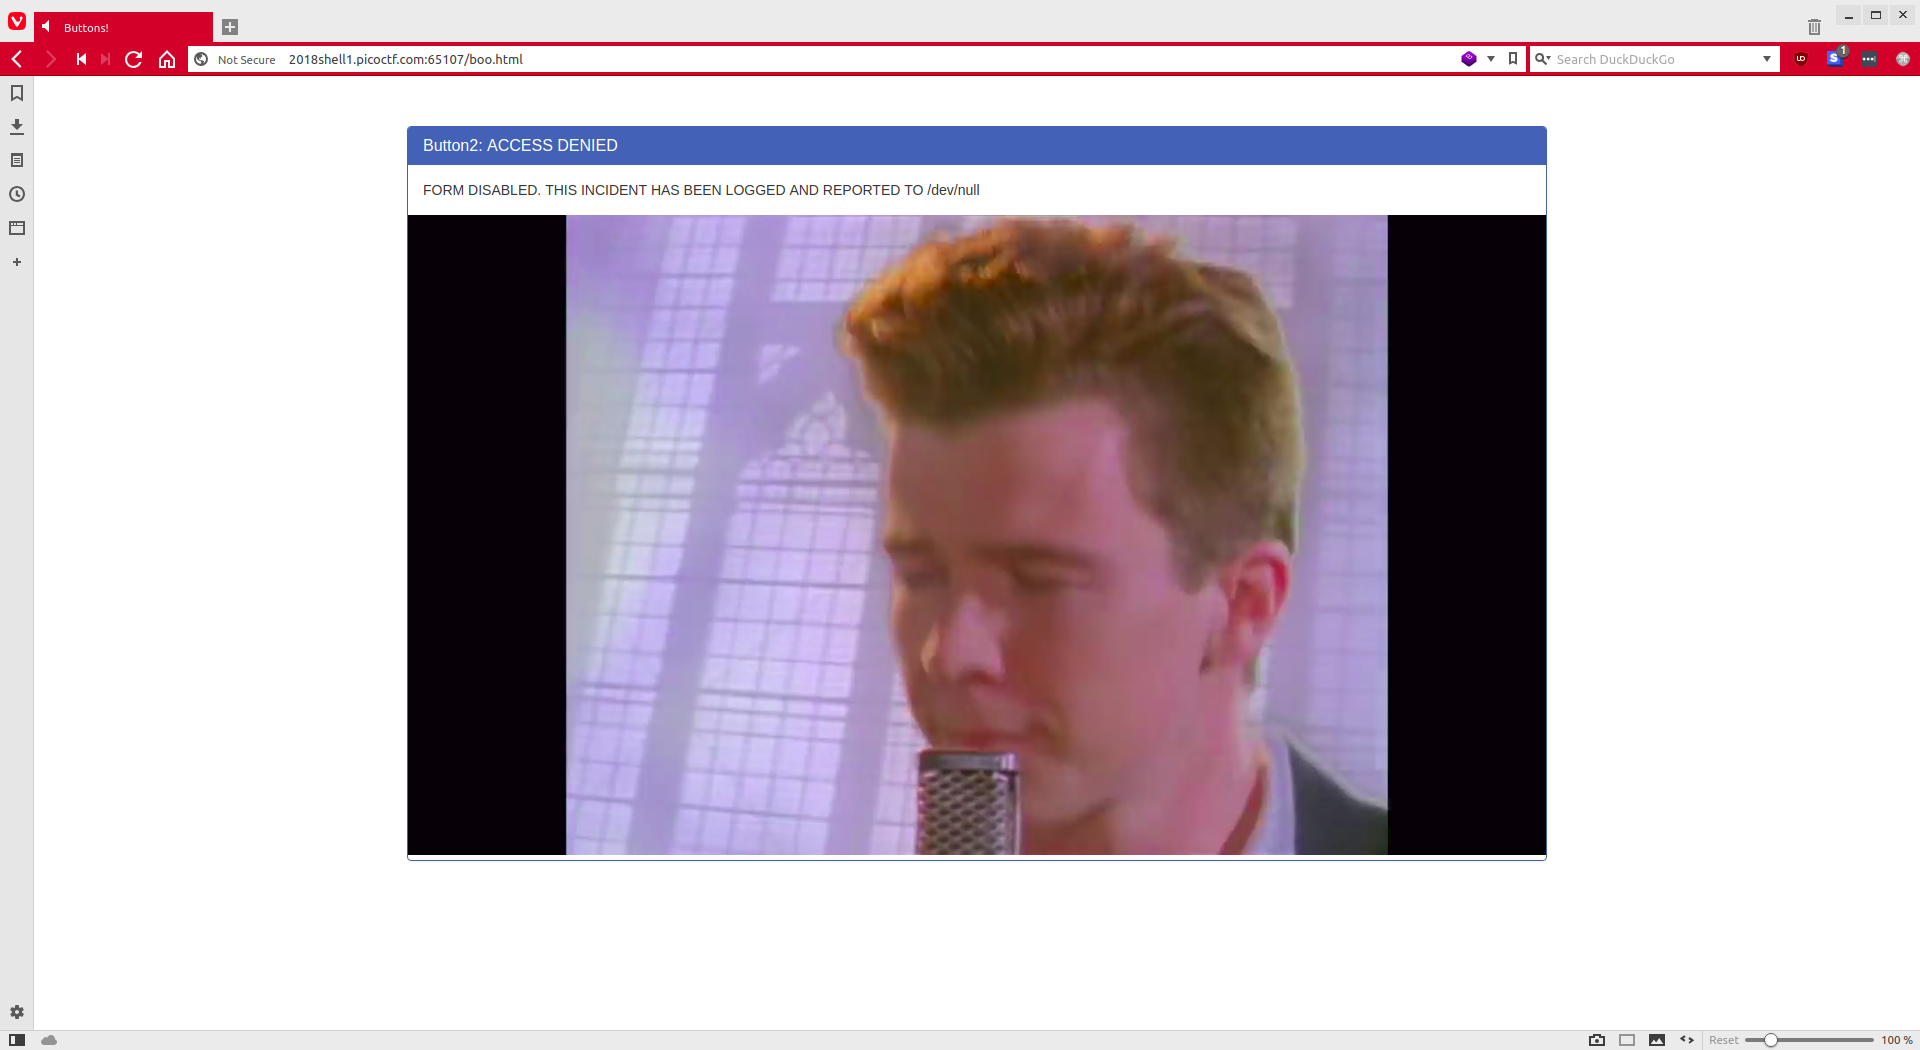 Buttons!
Not Secure 2018shell1.picoctf.com:65107/boo.html
Search DuckDuckGo
1
Button2: ACCESS DENIED
FORM DISABLED. THIS INCIDENT HAS BEEN LOGGED AND REPORTED TO /dev/null
Reset
100 %